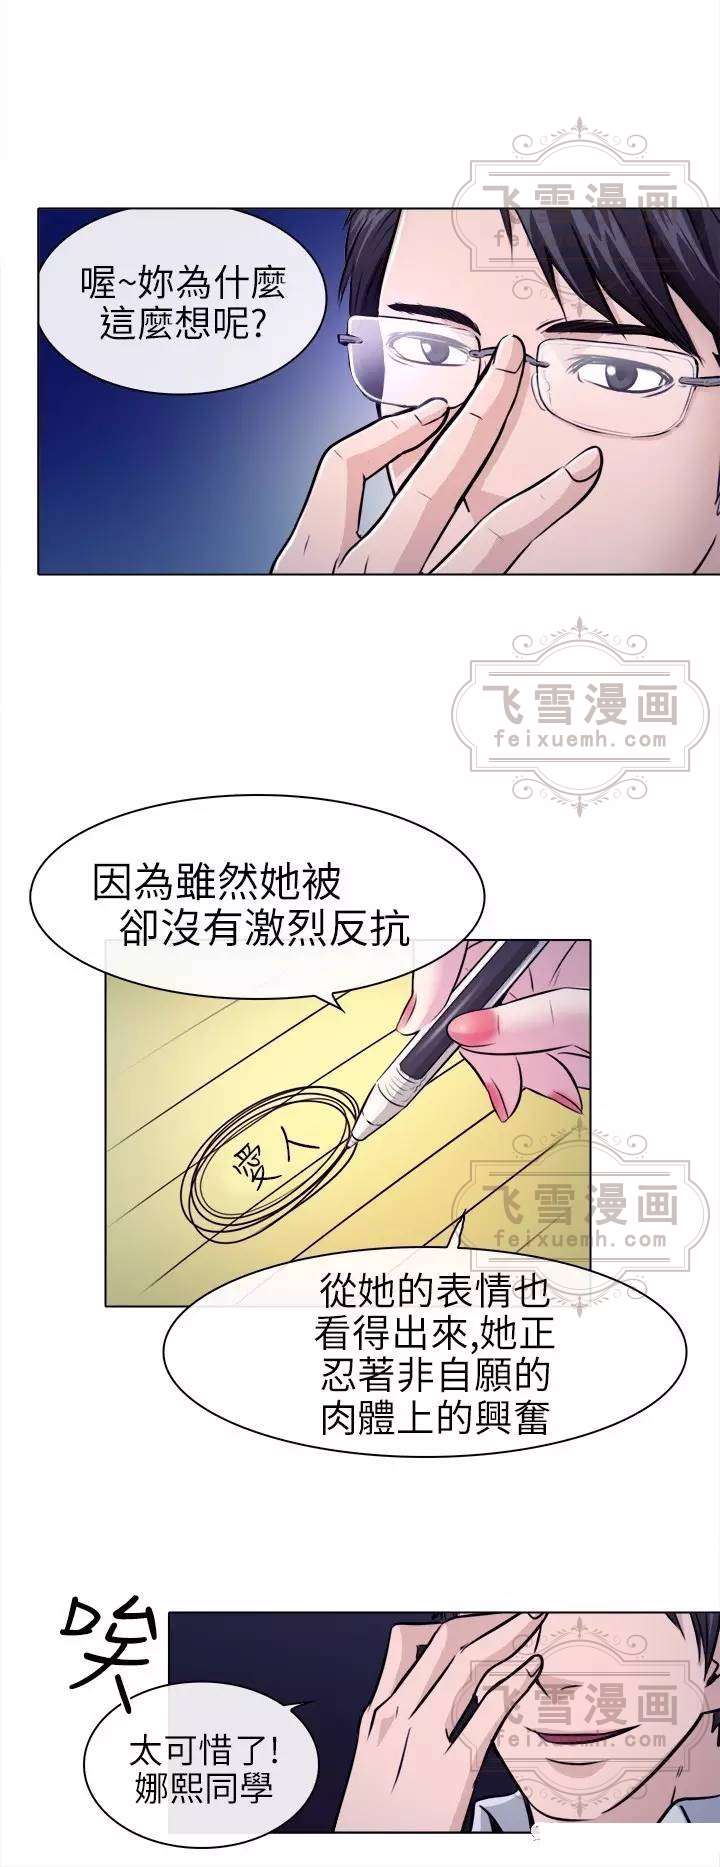 飞雪漫画
feixuemh.com
喔~妳為什麼
這麼想呢?
飞雪漫画
feixuemh.com
因為雖然她被
卻沒有激烈反抗
愛人
飞雪漫画
feixuemh.com
從她的表情也
看得出來,她正
忍著非自願的
肉體上的興奮
唉
飞雪漫画
feixuemh.com
太可惜了!
娜熙同學